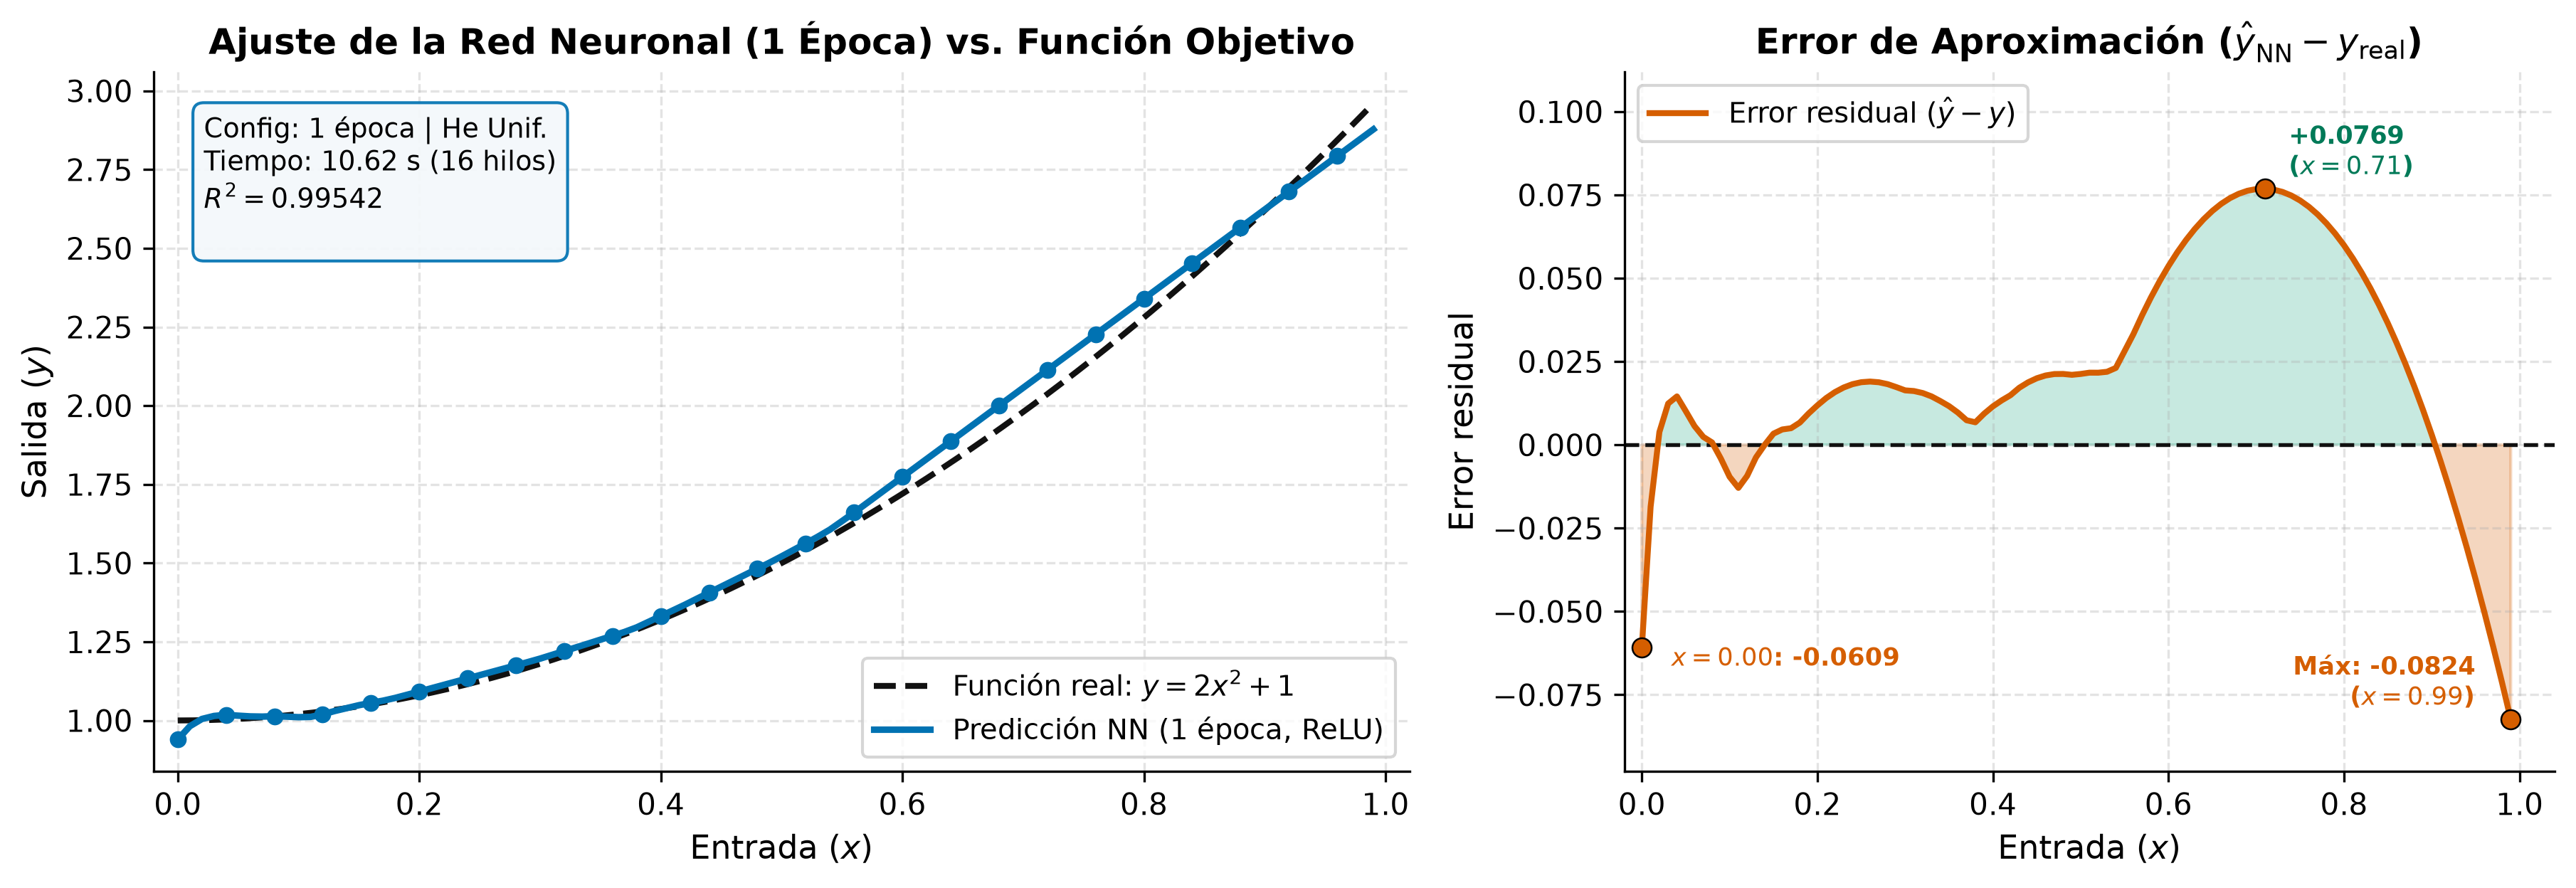 Ajuste de la Red Neuronal (1 Época) vs. Función Objetivo
3.00
2.75
2.50
2.25
2.00
1.75
1.50
1.25
1.00
Salida (y)
Config: 1 época | He Unif.
Tiempo: 10.62 s (16 hilos)
R² = 0.99542
Función real: y = 2x² + 1
Predicción NN (1 época, ReLU)
0.0 0.2 0.4 0.6 0.8 1.0
Entrada (x)
Error de Aproximación (ŷ_NN − y_real)
0.100
0.075
0.050
0.025
0.000
−0.025
−0.050
−0.075
Error residual
Error residual (ŷ − y)
+0.0769
(x = 0.71)
x = 0.00: -0.0609
Máx: -0.0824
(x = 0.99)
0.0 0.2 0.4 0.6 0.8 1.0
Entrada (x)